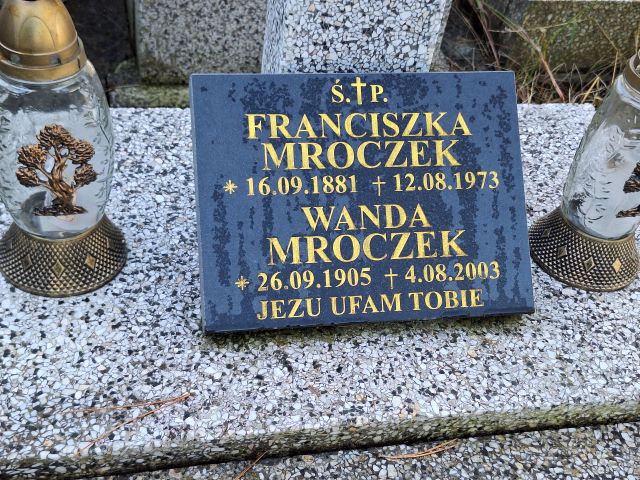 Ś.†P.
FRANCISZKA
MROCZEK
* 16.09.1881 † 12.08.1973
WANDA
MROCZEK
* 26.09.1905 † 4.08.2003
JEZU UFAM TOBIE